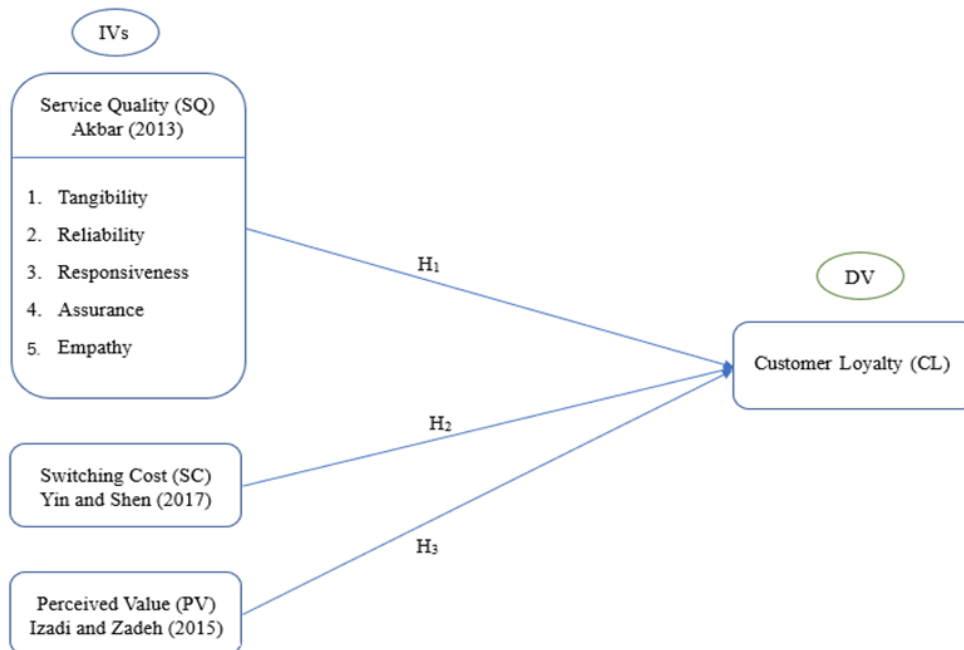 IVs
Service Quality (SQ)
Akbar (2013)
1. Tangibility
2. Reliability
3. Responsiveness
4. Assurance
5. Empathy
H₁
DV
Customer Loyalty (CL)
H₂
Switching Cost (SC)
Yin and Shen (2017)
H₃
Perceived Value (PV)
Izadi and Zadeh (2015)